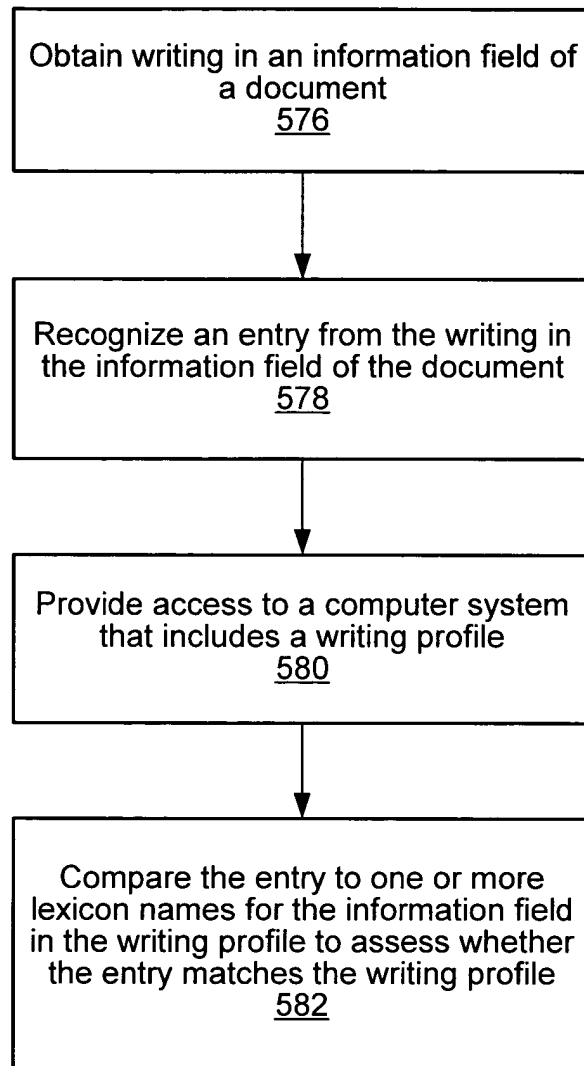 Obtain writing in an information field of
a document
576
Recognize an entry from the writing in
the information field of the document
578
Provide access to a computer system
that includes a writing profile
580
Compare the entry to one or more
lexicon names for the information field
in the writing profile to assess whether
the entry matches the writing profile
582